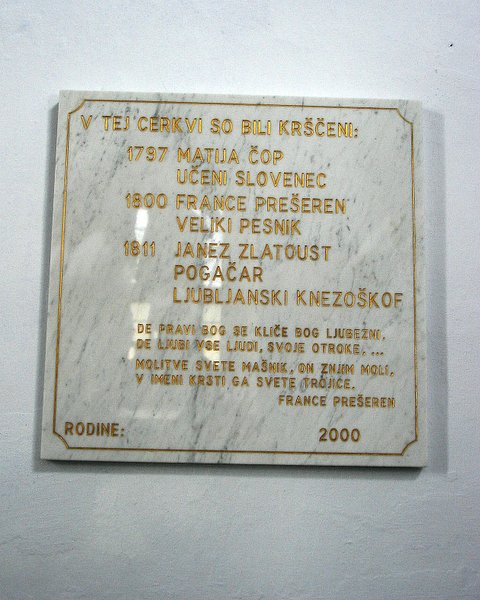 V TEJ CERKVI SO BILI KRŠČENI:
1797 MATIJA ČOP
UČENI SLOVENEC
1800 FRANCE PREŠEREN
VELIKI PESNIK
1811 JANEZ ZLATOUST
POGAČAR
LJUBLJANSKI KNEZOŠKOF
DE PRAVI BOG SE KLIČE BOG LJUBEZNI,
DE LJUBI VSE LJUDI, SVOJE OTROKE, ...
MOLITVE SVETE MAŠNIK, ON ZNJIM MOLI,
V IMENI KRSTI GA SVETE TROJICE.
FRANCE PREŠEREN
RODINE: 2000